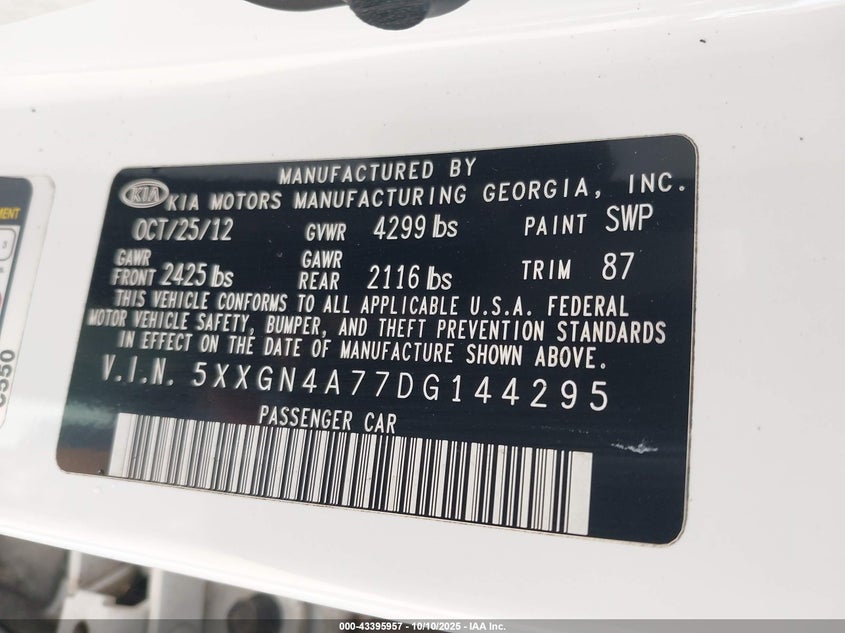 MANUFACTURED BY
KIA KIA MOTORS MANUFACTURING GEORGIA, INC.
OCT/25/12 GVWR 4299 lbs PAINT SWP
GAWR FRONT 2425 lbs GAWR REAR 2116 lbs TRIM 87
THIS VEHICLE CONFORMS TO ALL APPLICABLE U.S.A. FEDERAL
MOTOR VEHICLE SAFETY, BUMPER, AND THEFT PREVENTION STANDARDS
IN EFFECT ON THE DATE OF MANUFACTURE SHOWN ABOVE.
V.I.N. 5XXGN4A77DG144295
PASSENGER CAR
000-43395957 - 10/10/2025 - IAA Inc.